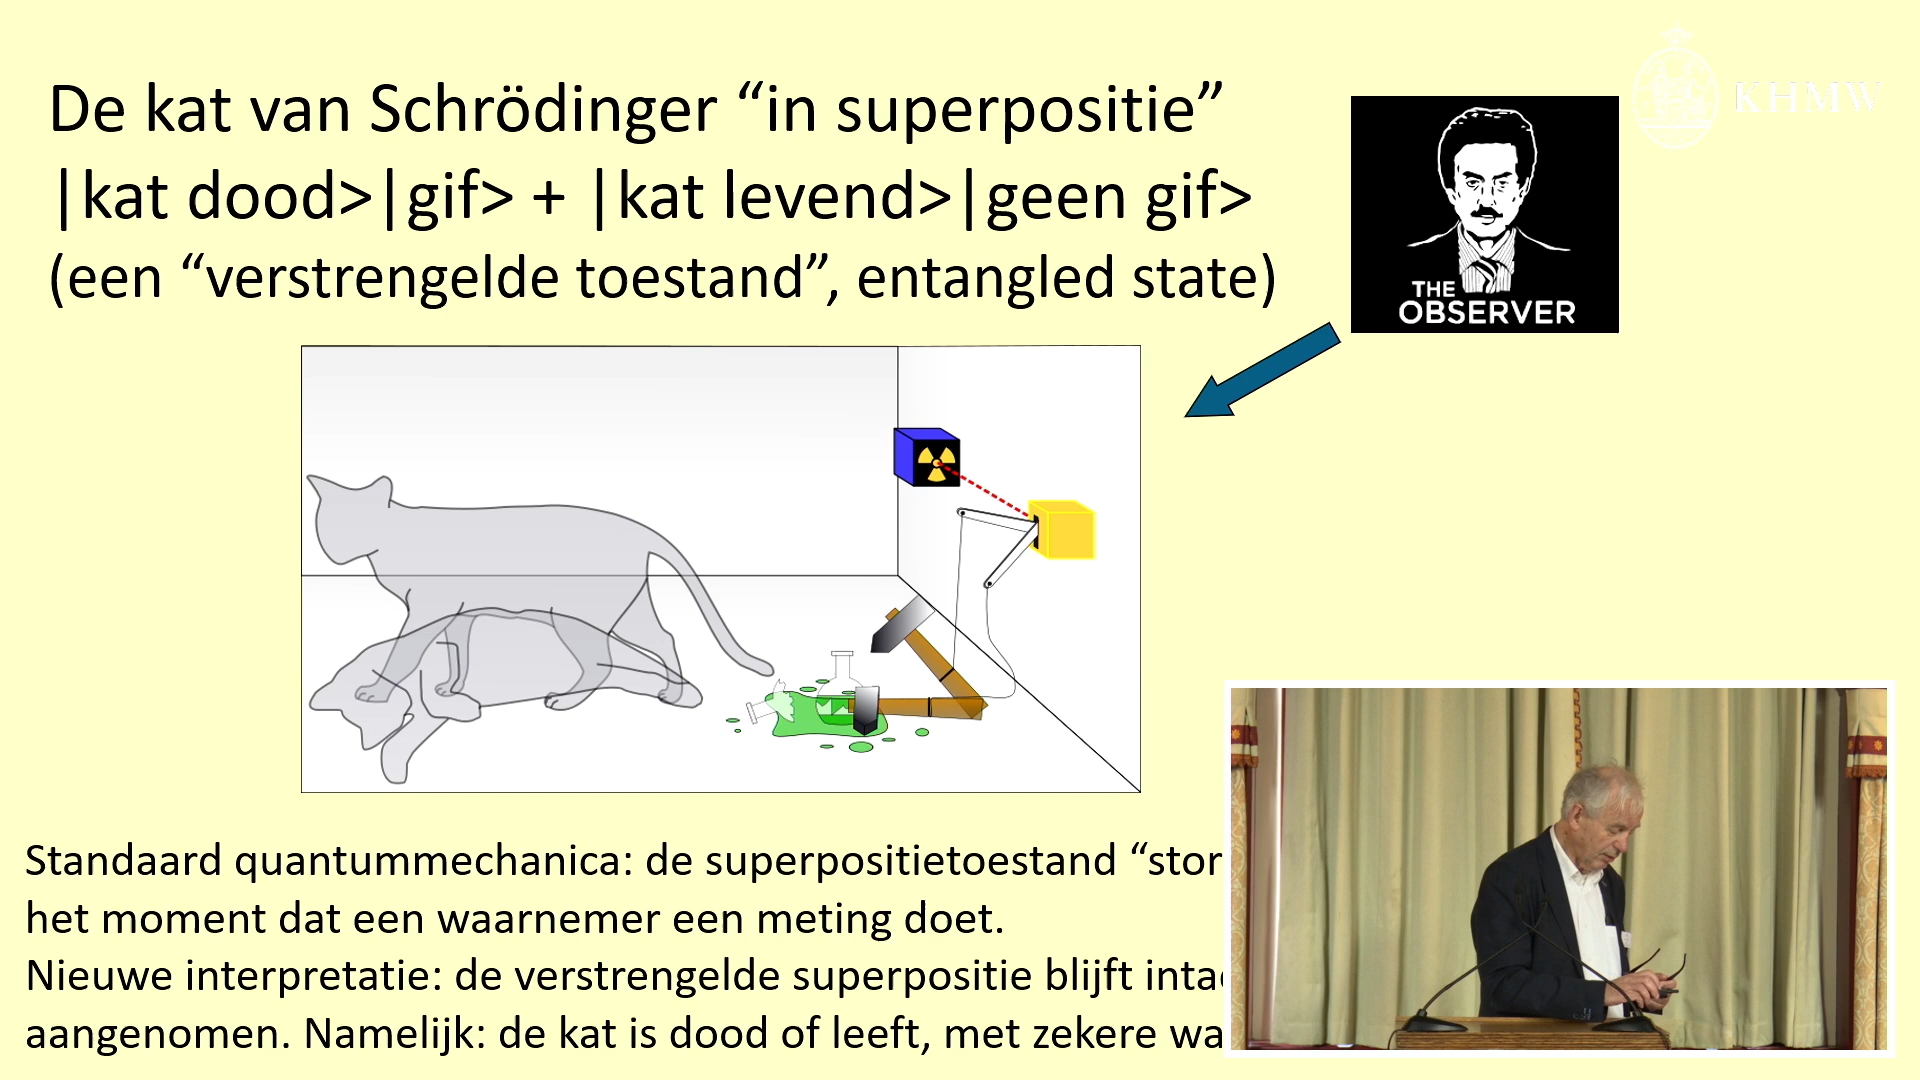 De kat van Schrödinger “in superpositie”
|kat dood>|gif> + |kat levend>|geen gif>
(een “verstrengelde toestand”, entangled state)
KHMW
THE
OBSERVER
Standaard quantummechanica: de superpositietoestand “stor
het moment dat een waarnemer een meting doet.
Nieuwe interpretatie: de verstrengelde superpositie blijft
aangenomen. Namelijk: de kat is dood of leeft, met zekere